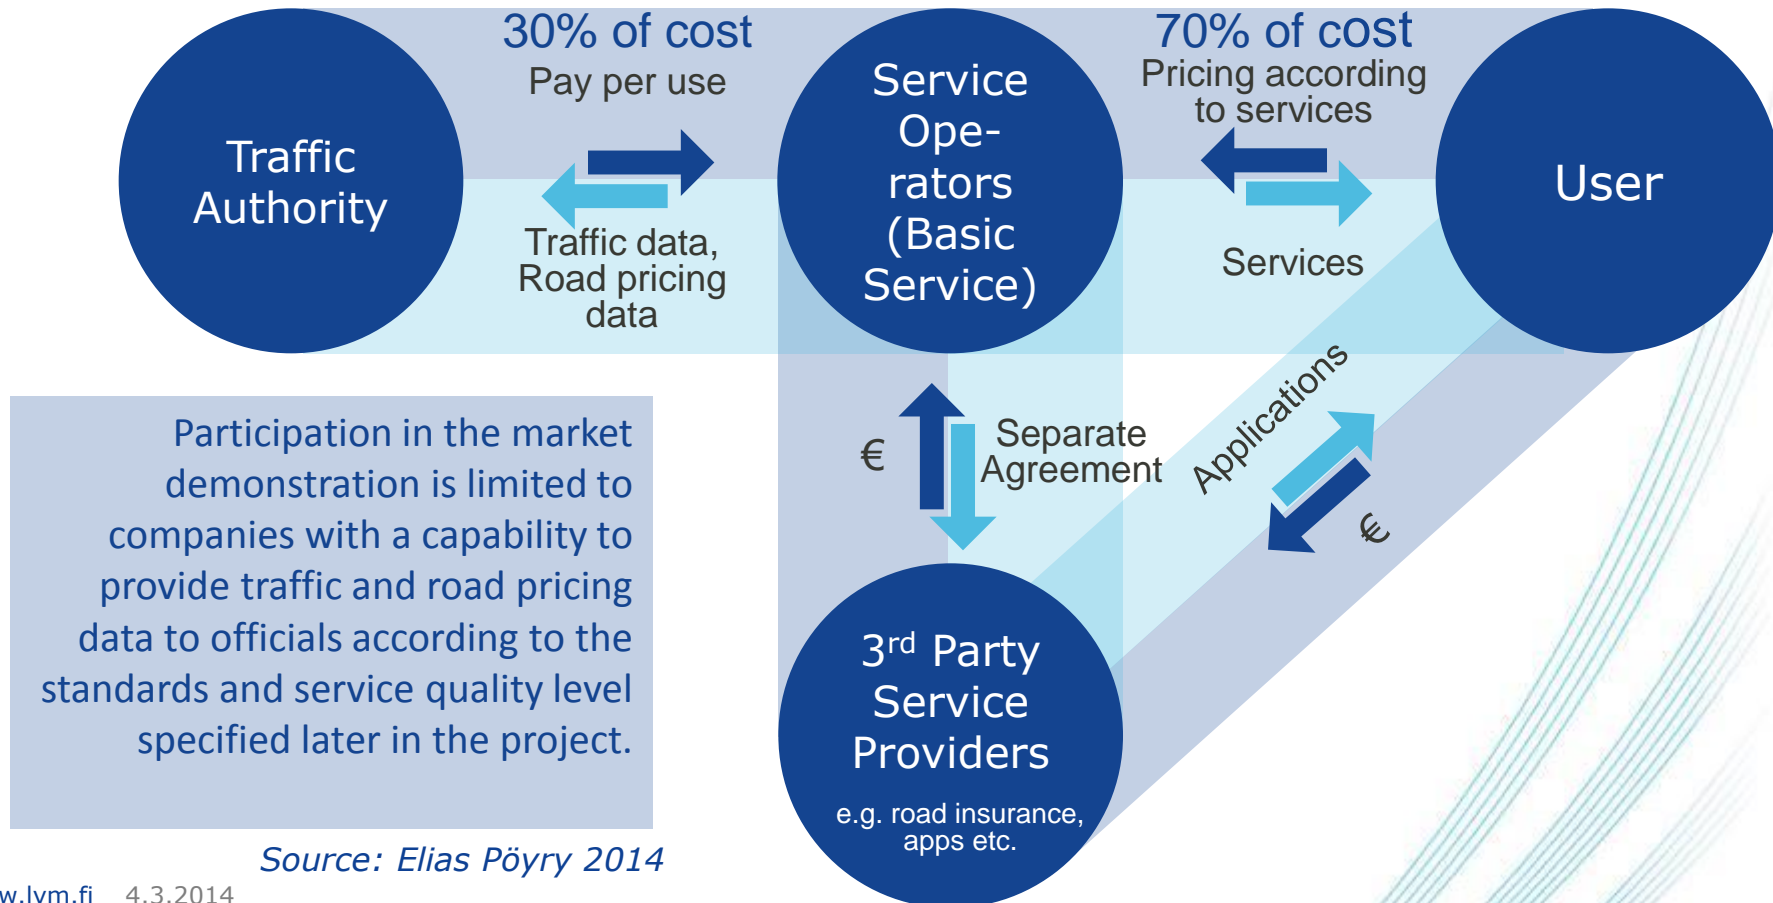 30% of cost
Pay per use
70% of cost
Pricing according
to services
Traffic
Authority
Service
Ope-
rators
(Basic
Service)
User
Traffic data,
Road pricing
data
Services
Participation in the market
demonstration is limited to
companies with a capability to
provide traffic and road pricing
data to officials according to the
standards and service quality level
specified later in the project.
€
Separate
Agreement
Applications
€
3rd Party
Service
Providers
e.g. road insurance,
apps etc.
Source: Elias Pöyry 2014
w.lvm.fi 4.3.2014